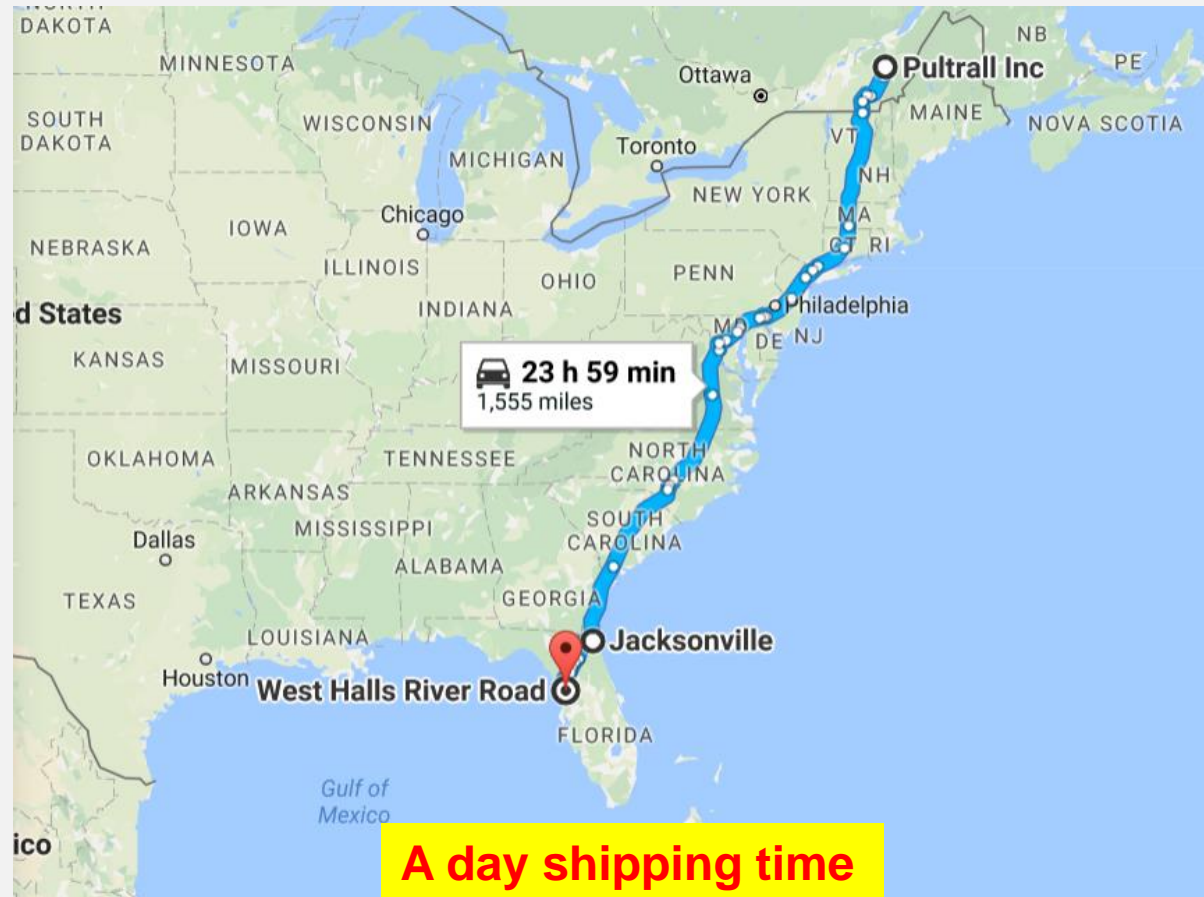 NORTH
DAKOTA
MINNESOTA
NB
PE
Ottawa
Pultrall Inc
MAINE
NOVA SCOTIA
SOUTH
DAKOTA
WISCONSIN
VT
MICHIGAN
Toronto
NH
NEW YORK
MA
Chicago
IOWA
CT RI
NEBRASKA
ILLINOIS
OHIO
PENN
INDIANA
Philadelphia
d States
MD
DE NJ
KANSAS
MISSOURI
23 h 59 min
1,555 miles
OKLAHOMA
TENNESSEE
NORTH
CAROLINA
ARKANSAS
MISSISSIPPI
SOUTH
CAROLINA
Dallas
ALABAMA
TEXAS
GEORGIA
LOUISIANA
Jacksonville
Houston
West Halls River Road
FLORIDA
Gulf of
Mexico
ico
A day shipping time